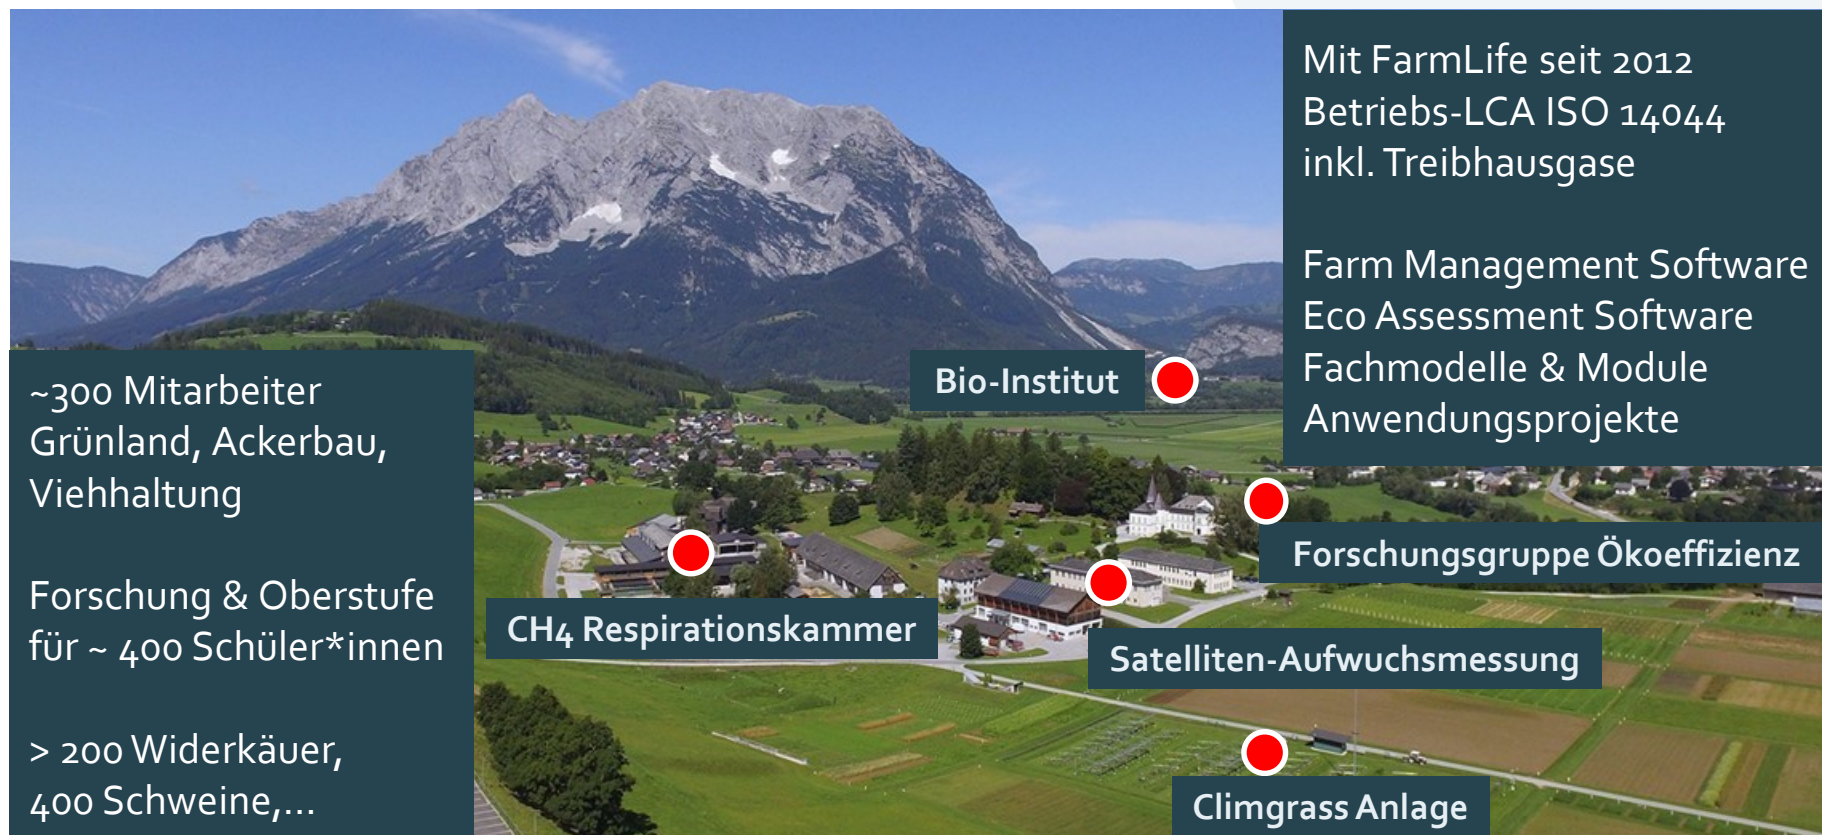 Mit FarmLife seit 2012
Betriebs-LCA ISO 14044
inkl. Treibhausgase
Farm Management Software
Eco Assessment Software
Fachmodelle & Module
Anwendungsprojekte
~300 Mitarbeiter
Grünland, Ackerbau,
Viehhaltung
Forschung & Oberstufe
für ~ 400 Schüler*innen
> 200 Widerkäuer,
400 Schweine,...
Bio-Institut
Forschungsgruppe Ökoeffizienz
CH4 Respirationskammer
Satelliten-Aufwuchsmessung
Climgrass Anlage